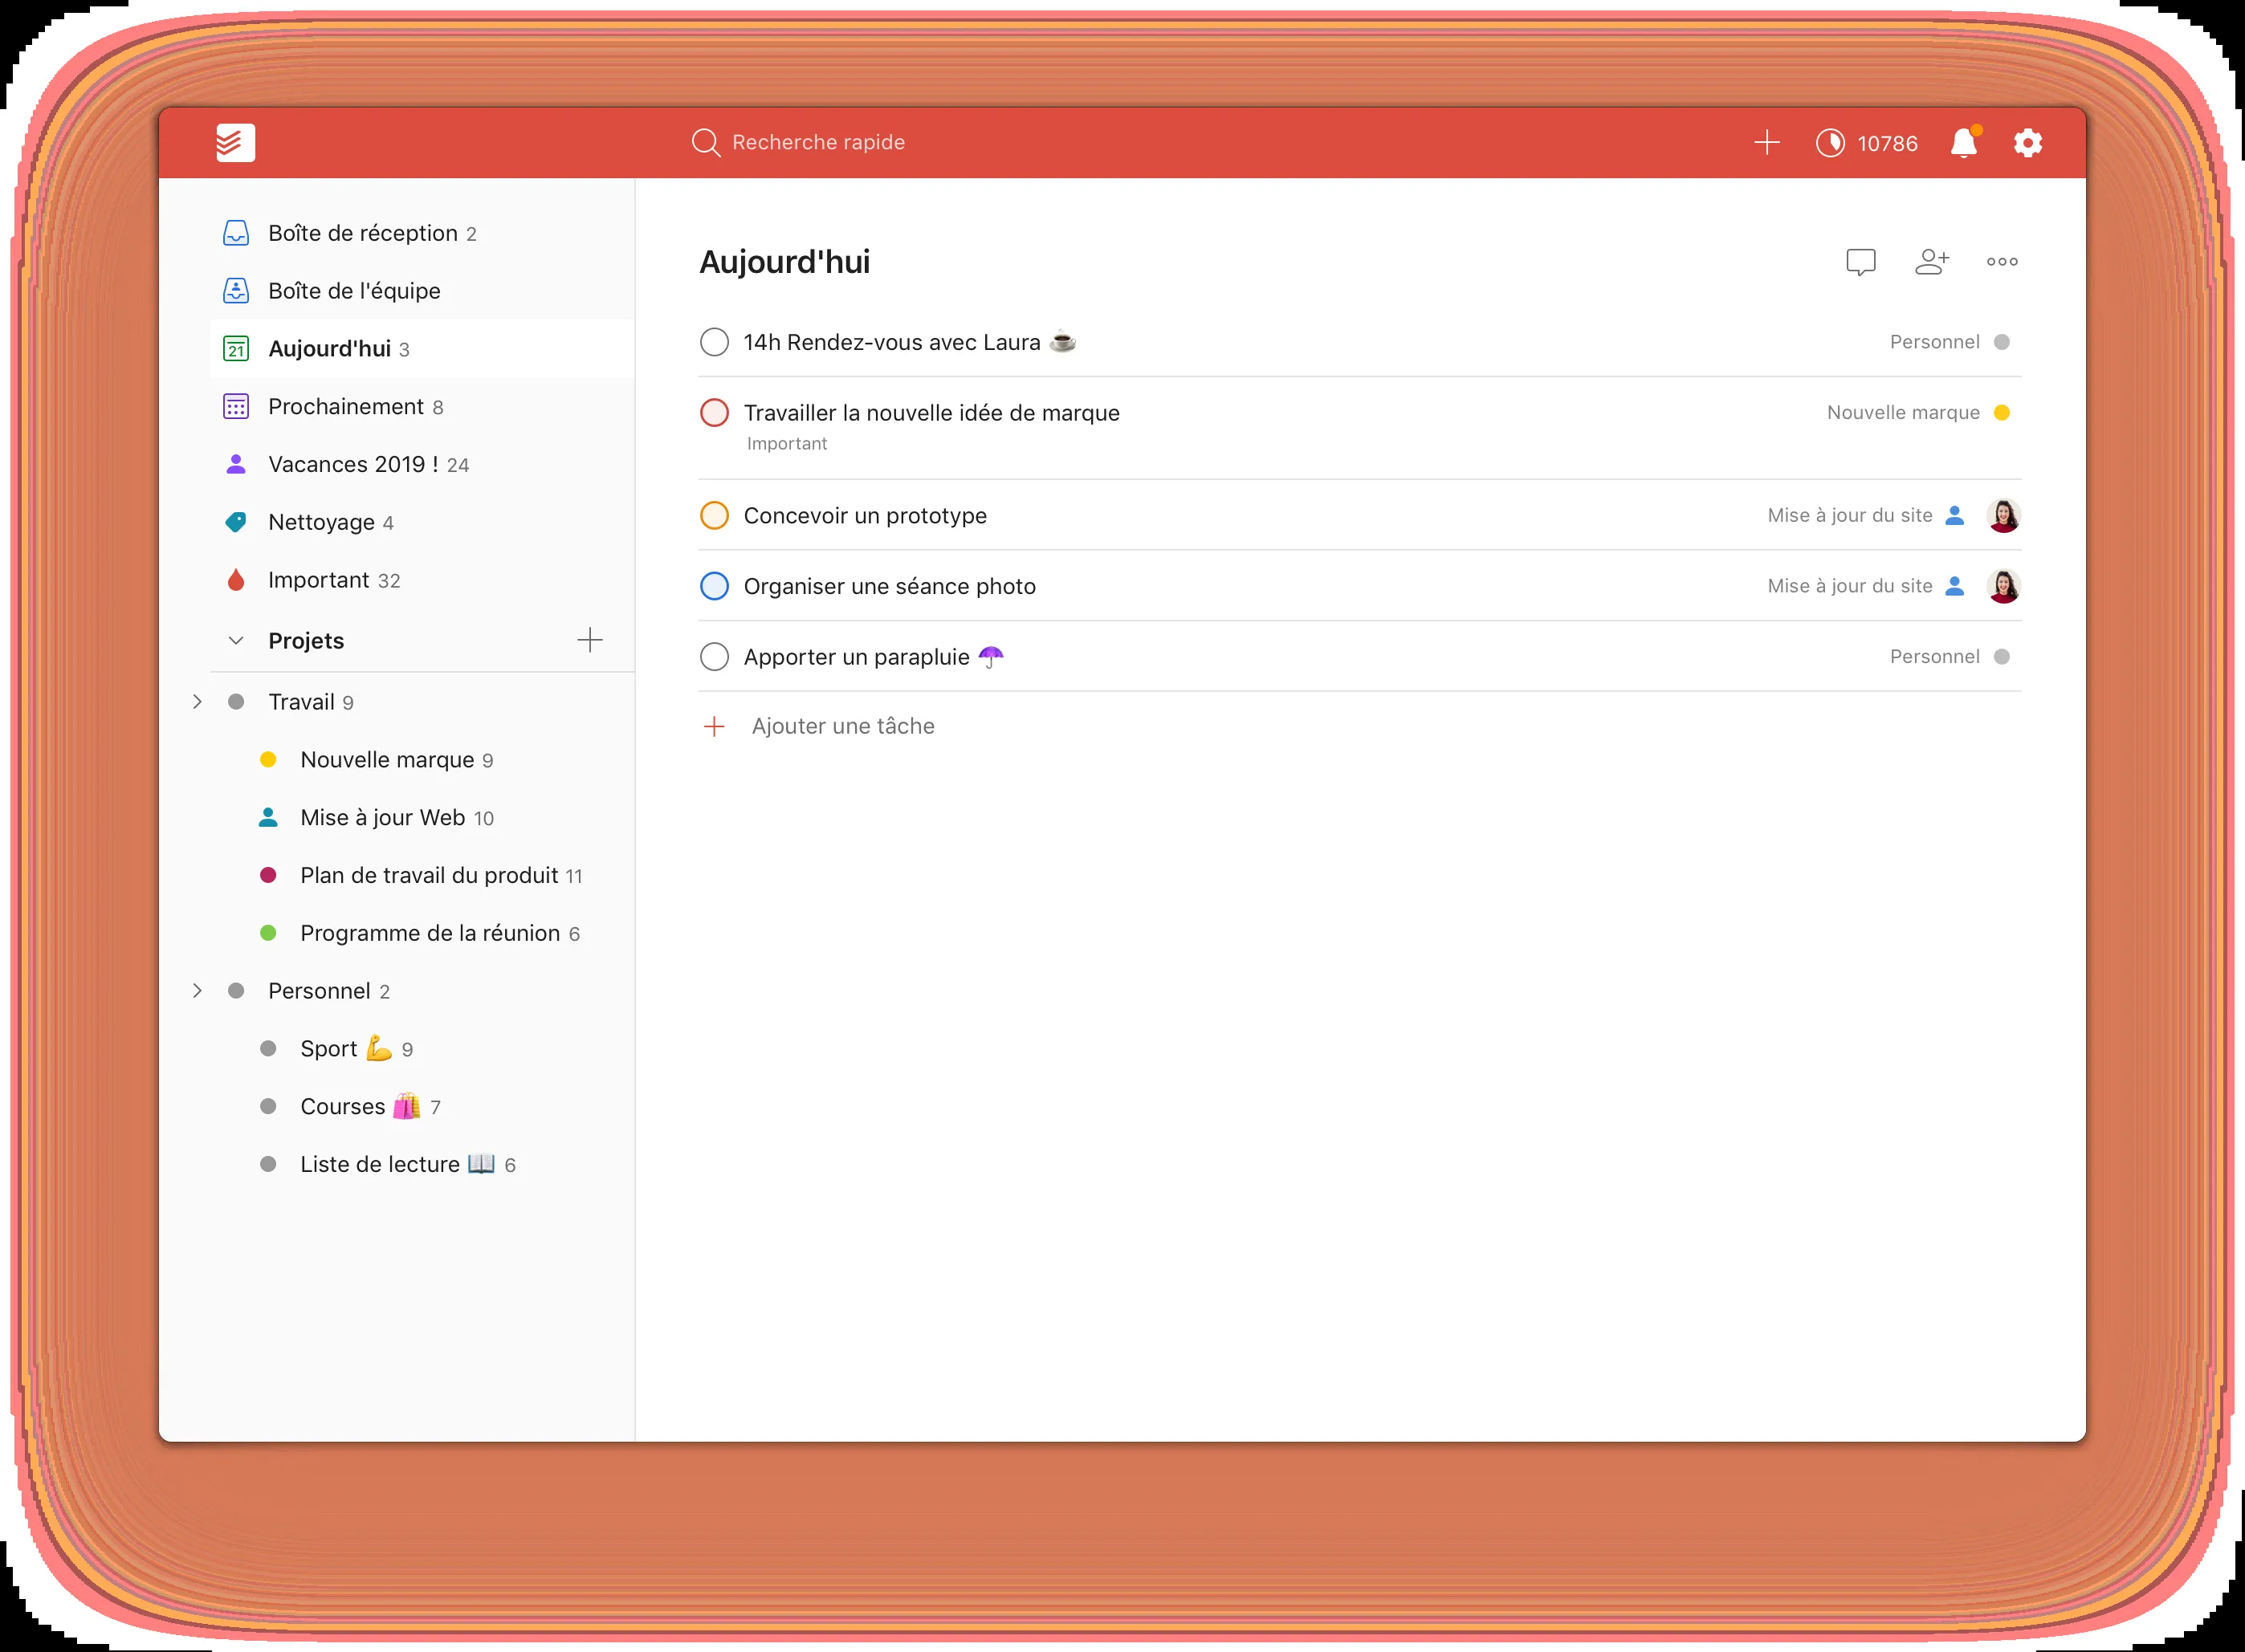 Recherche rapide
10786
Boîte de réception 2
Boîte de l'équipe
21 Aujourd'hui 3
Prochainement 8
Vacances 2019 ! 24
Nettoyage 4
Important 32
Projets
Travail 9
Nouvelle marque 9
Mise à jour Web 10
Plan de travail du produit 11
Programme de la réunion 6
Personnel 2
Sport 💪 9
Courses 🛍️ 7
Liste de lecture 📖 6
Aujourd'hui
14h Rendez-vous avec Laura ☕ Personnel
Travailler la nouvelle idée de marque Nouvelle marque
Important
Concevoir un prototype Mise à jour du site
Organiser une séance photo Mise à jour du site
Apporter un parapluie ☂️ Personnel
Ajouter une tâche